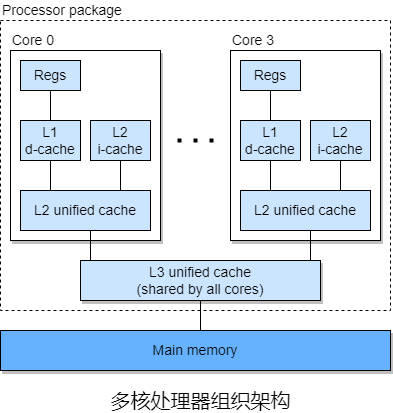 Processor package
Core 0
Core 3
Regs
Regs
L1
d-cache
L2
i-cache
. . .
L1
d-cache
L2
i-cache
L2 unified cache
L2 unified cache
L3 unified cache
(shared by all cores)
Main memory
多核处理器组织架构